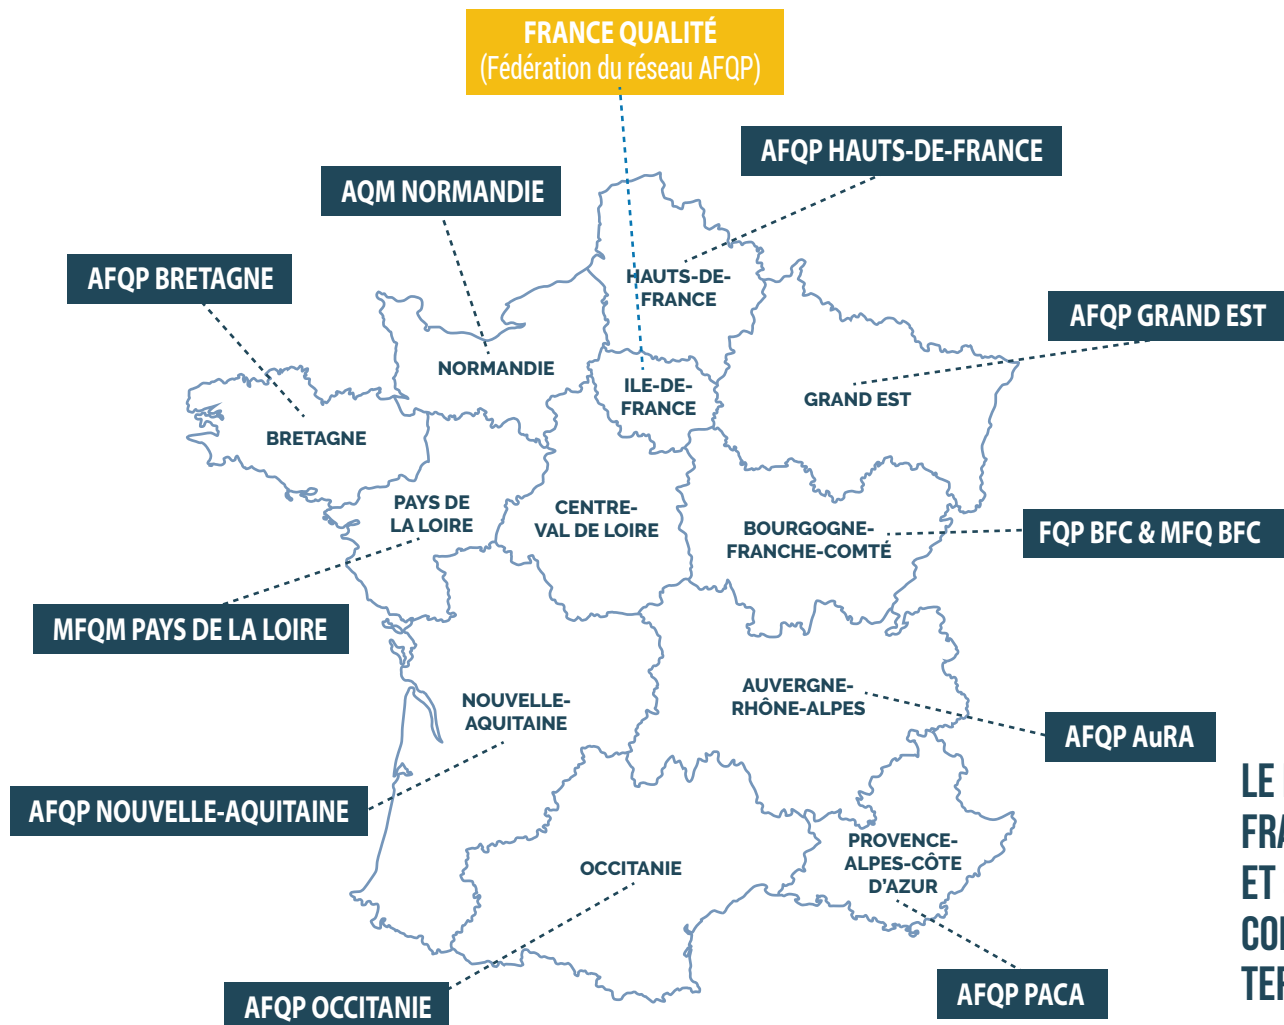 FRANCE QUALITÉ
(Fédération du réseau AFQP)
AFQP HAUTS-DE-FRANCE
AQM NORMANDIE
AFQP BRETAGNE
HAUTS-DE-
FRANCE
AFQP GRAND EST
NORMANDIE
ILE-DE-
FRANCE
GRAND EST
BRETAGNE
PAYS DE
LA LOIRE
CENTRE-
VAL DE LOIRE
BOURGOGNE-
FRANCHE-COMTÉ
FQP BFC & MFQ BFC
MFQM PAYS DE LA LOIRE
NOUVELLE-
AQUITAINE
AUVERGNE-
RHÔNE-ALPES
AFQP AuRA
AFQP NOUVELLE-AQUITAINE
OCCITANIE
PROVENCE-
ALPES-CÔTE
D'AZUR
LE
ET
AFQP PACA
AFQP OCCITANIE